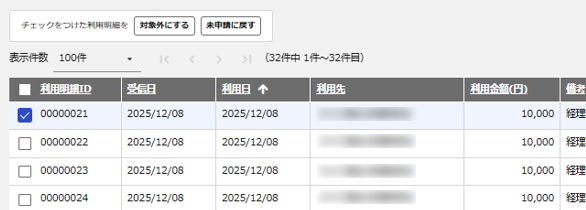 チェックをつけた利用明細を 対象外にする 未申請に戻す
表示件数 100件 (32件中 1件～32件目)
利用明細ID 受信日 利用日 利用先 利用金額(円) 備考
00000021 2025/12/08 2025/12/08 10,000 経理
00000022 2025/12/08 2025/12/08 10,000 経理
00000023 2025/12/08 2025/12/08 10,000 経理
00000024 2025/12/08 2025/12/08 10,000 経理